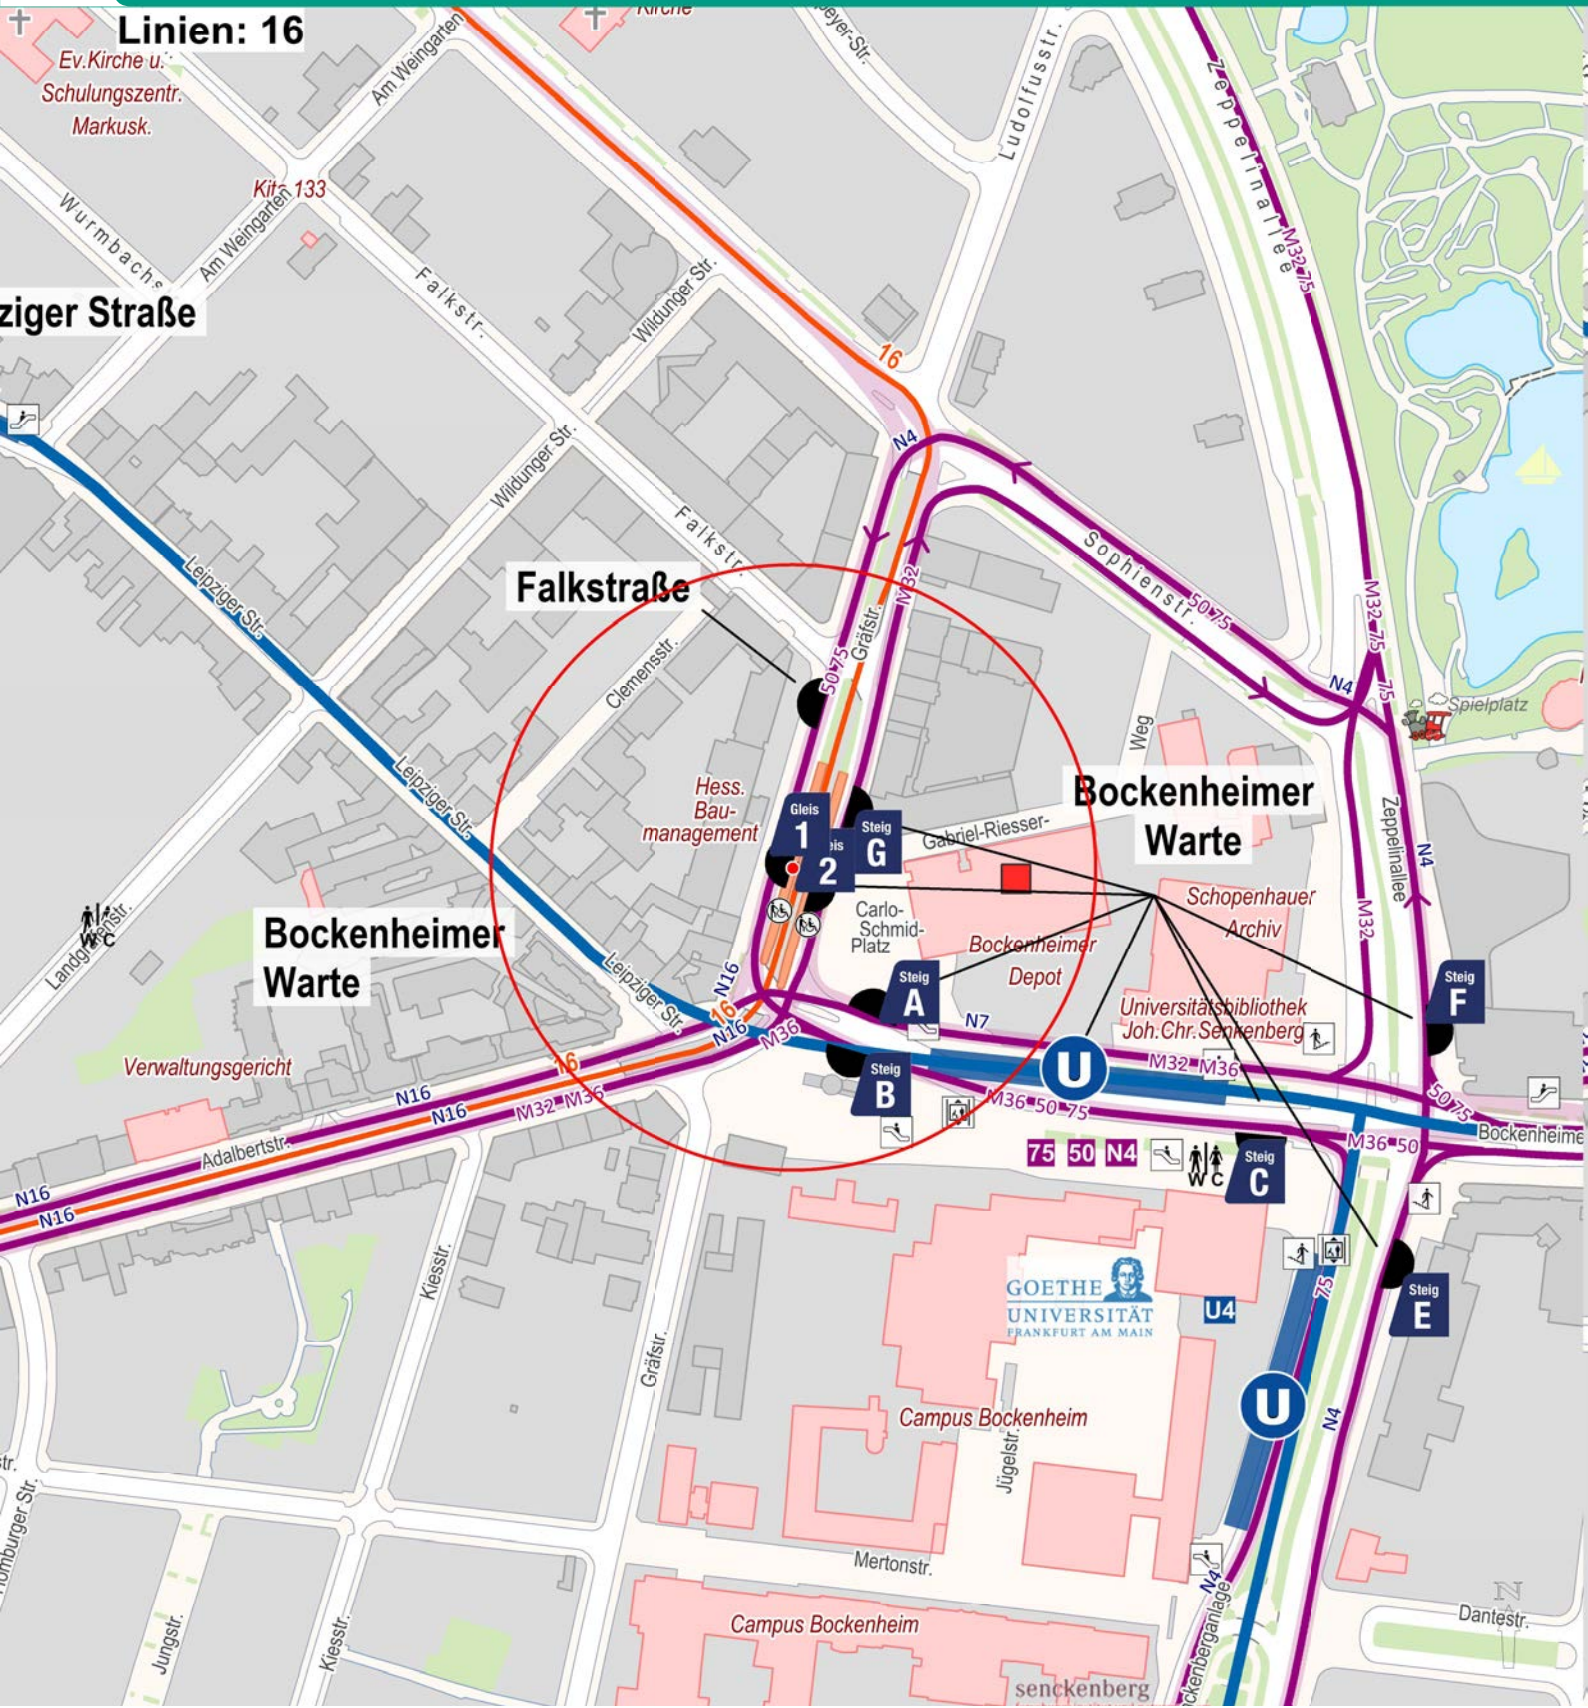 Linien: 16
Kirche
Ev.Kirche u.
Schulungszentr.
Markusk.
Am Weingarten
Ludolfusstr.
Zeppelinallee
Kita 133
Am Weingarten
M32 75
Falkstr.
Wildunger Str.
ziger Straße
16
N4
Wildunger Str.
Falkstr.
Sophienstr.
50 75
Leipziger Str.
Falkstraße
M32
M32 75
Gräfstr.
Clemensstr.
50 75
N4
75
Spielplatz
Weg
Leipziger Str.
Hess.
Bau-
management
Gleis
1
2
Steig
G
Gabriel-Riesser-
Bockenheimer
Warte
Zeppelinallee
N4
Schopenhauer
Archiv
M32
WC
Landgrafenstr.
Bockenheimer
Warte
Carlo-
Schmid-
Platz
Bockenheimer
Depot
Leipziger Str.
N16
Steig
A
Steig
F
N7
Universitätsbibliothek
Joh.Chr.Senkenberg
16
N16
M36
Verwaltungsgericht
16
U
M32 M36
Steig
B
N16
N16
M32 M36
M36 50 75
50 75
Bockenheime
M36 50
75 50 N4
WC
Steig
C
Adalbertstr.
N16
N16
Kiesstr.
GOETHE
UNIVERSITÄT
FRANKFURT AM MAIN
U4
75
Steig
E
Gräfstr.
U
N4
Campus Bockenheim
Jügelstr.
Mertonstr.
N4
N
Dantestr.
Jungstr.
Kiesstr.
Campus Bockenheim
senckenberg